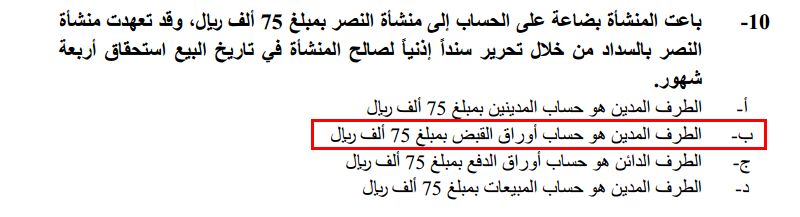 10- باعت المنشأة بضاعة على الحساب إلى منشأة النصر بمبلغ 75 ألف ريال، وقد تعهدت منشأة
النصر بالسداد من خلال تحرير سنداً إذنياً لصالح المنشأة في تاريخ البيع استحقاق أربعة
شهور.
أ- الطرف المدين هو حساب المدينين بمبلغ 75 ألف ريال
ب- الطرف المدين هو حساب أوراق القبض بمبلغ 75 ألف ريال
ج- الطرف الدائن هو حساب أوراق الدفع بمبلغ 75 ألف ريال
د- الطرف المدين هو حساب المبيعات بمبلغ 75 ألف ريال